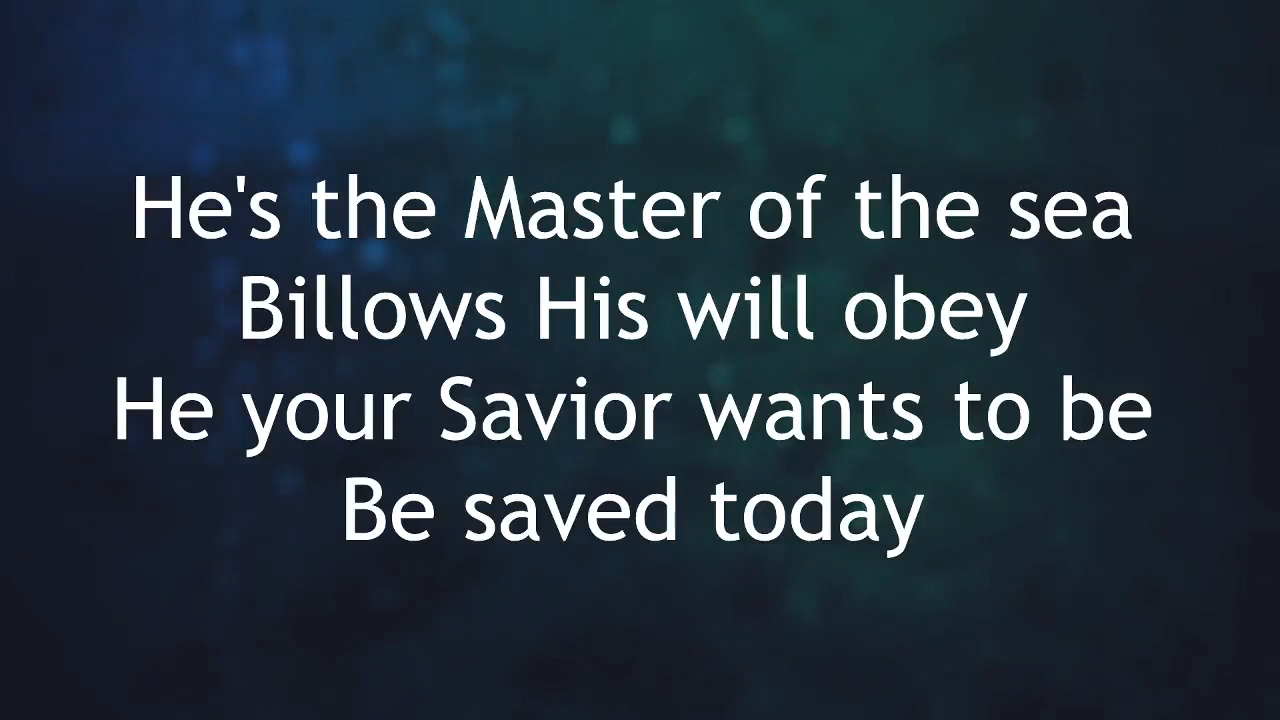 He's the Master of the sea
Billows His will obey
He your Savior wants to be
Be saved today